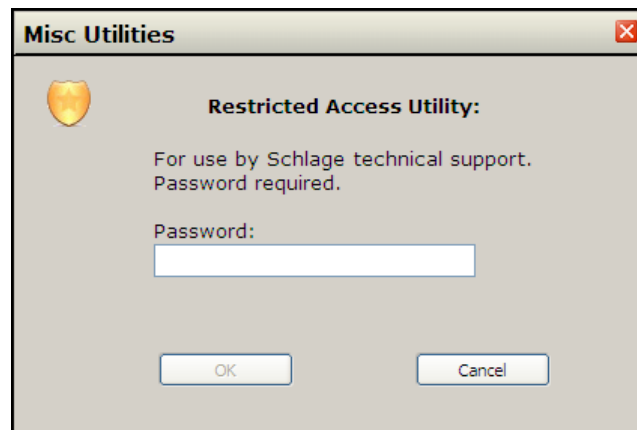 Misc Utilities
Restricted Access Utility:
For use by Schlage technical support.
Password required.
Password:
OK
Cancel